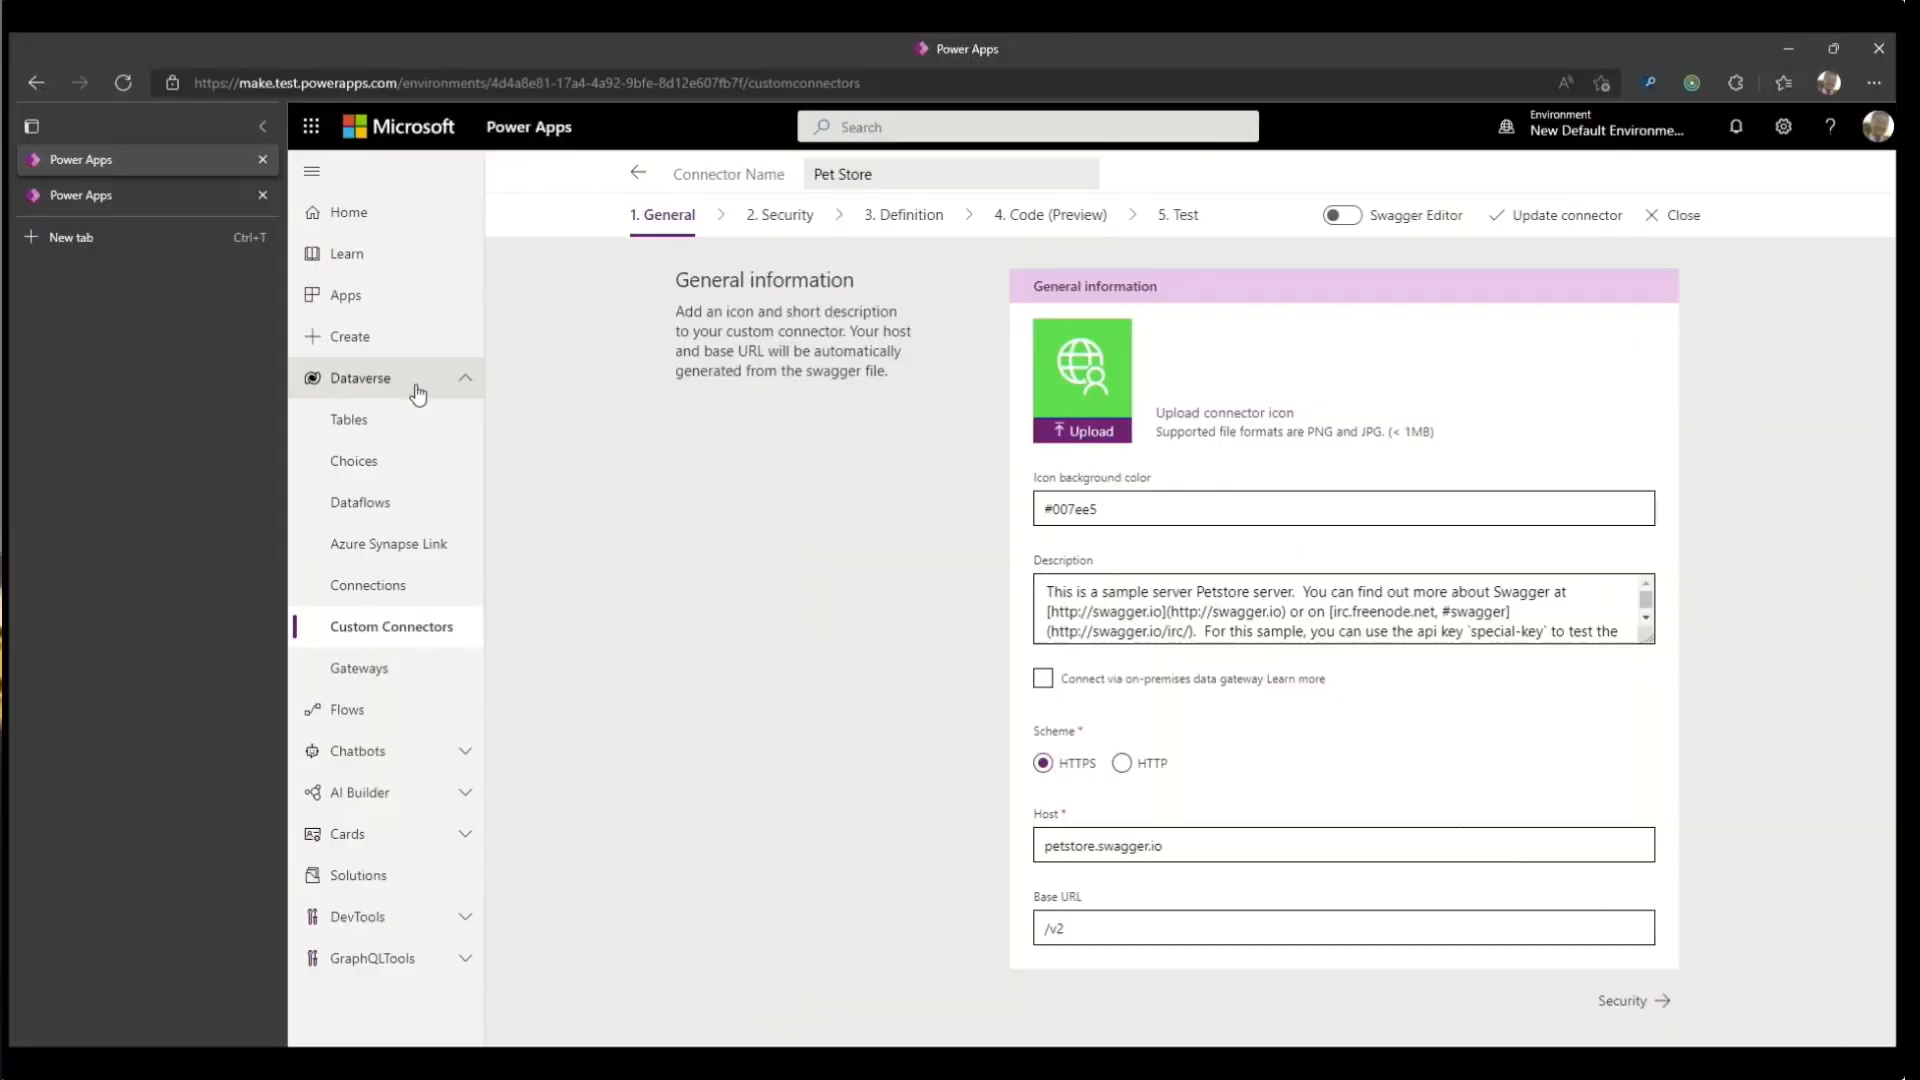 Power Apps
https://make.test.powerapps.com/environments/4d4a8e81-17a4-4a92-9bfe-8d12e607fb7f/customconnectors
Microsoft
Power Apps
Search
Environment
New Default Environme...
Power Apps
Power Apps
New tab
Ctrl+T
Home
Learn
Apps
Create
Dataverse
Tables
Choices
Dataflows
Azure Synapse Link
Connections
Custom Connectors
Gateways
Flows
Chatbots
AI Builder
Cards
Solutions
DevTools
GraphQLTools
Connector Name
Pet Store
1. General
2. Security
3. Definition
4. Code (Preview)
5. Test
Swagger Editor
Update connector
Close
General information
Add an icon and short description
to your custom connector. Your host
and base URL will be automatically
generated from the swagger file.
General information
Upload
Upload connector icon
Supported file formats are PNG and JPG. (< 1MB)
Icon background color
#007ee5
Description
This is a sample server Petstore server. You can find out more about Swagger at
[http://swagger.io](http://swagger.io) or on [irc.freenode.net, #swagger]
(http://swagger.io/irc/). For this sample, you can use the api key `special-key` to test the
Connect via on-premises data gateway Learn more
Scheme *
HTTPS
HTTP
Host *
petstore.swagger.io
Base URL
/v2
Security